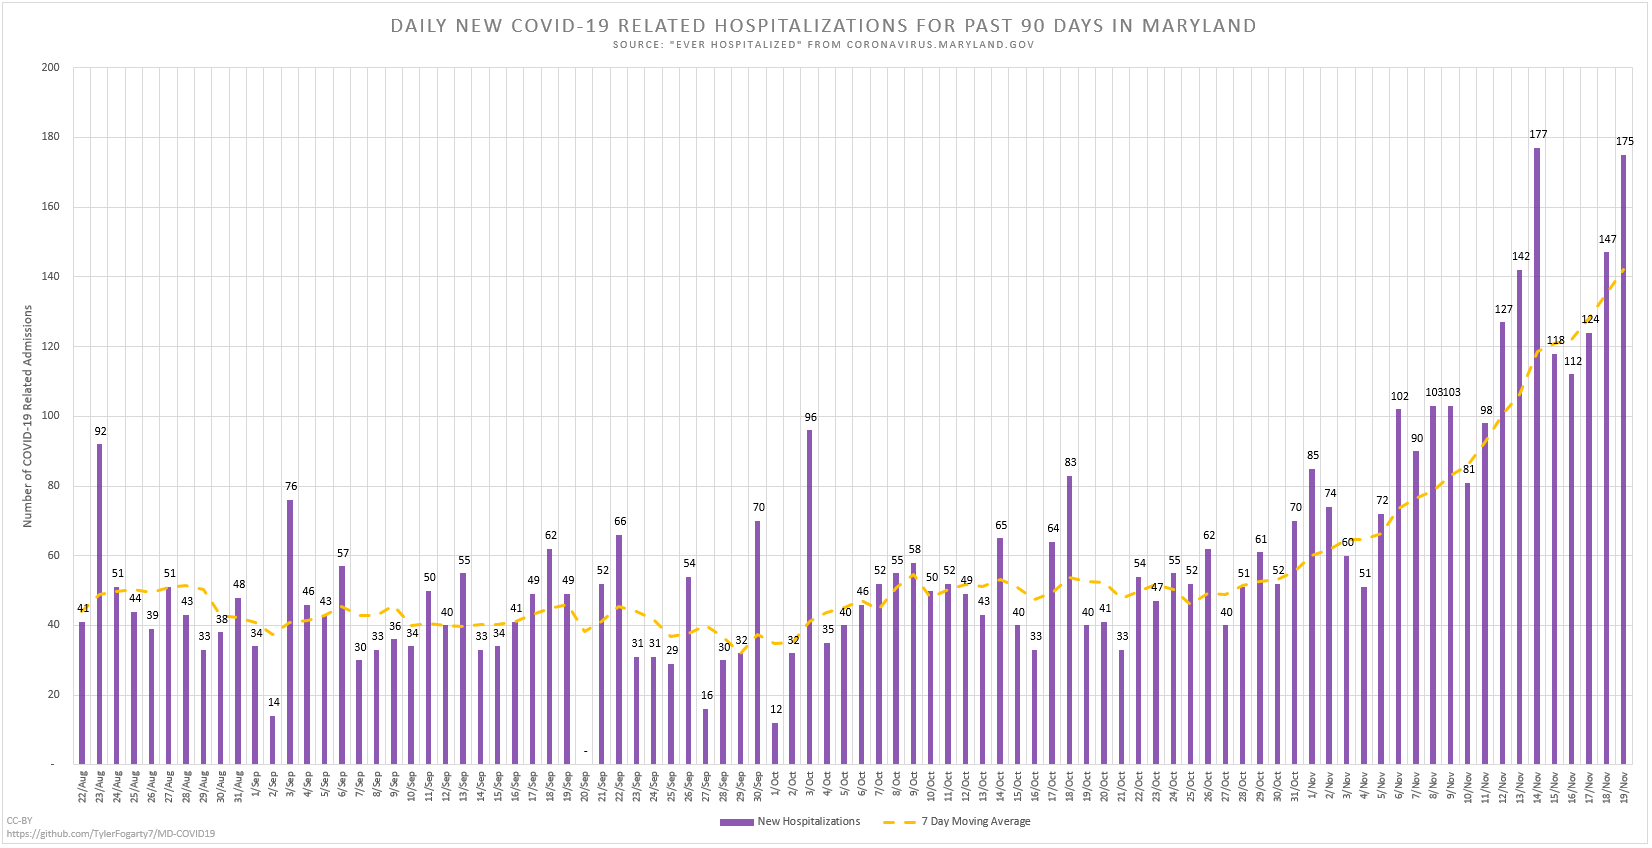 DAILY NEW COVID-19 RELATED HOSPITALIZATIONS FOR PAST 90 DAYS IN MARYLAND
SOURCE: "EVER HOSPITALIZED" FROM CORONAVIRUS.MARYLAND.GOV
Number of COVID-19 Related Admissions
200
180
160
140
120
100
80
60
40
20
-
41 92 51 44 39 51 43 33 38 48 34 14 76 46 43 57 30 33 36 34 50 40 55 33 34 41 49 62 49 - 52 66 31 31 29 54 16 30 32 70 12 32 96 35 40 46 52 55 58 50 52 49 43 65 40 33 64 83 40 41 33 54 47 55 52 62 40 51 61 52 70 85 74 60 51 72 102 90 103 103 81 98 127 142 177 118 112 124 147 175
22/Aug 23/Aug 24/Aug 25/Aug 26/Aug 27/Aug 28/Aug 29/Aug 30/Aug 31/Aug 1/Sep 2/Sep 3/Sep 4/Sep 5/Sep 6/Sep 7/Sep 8/Sep 9/Sep 10/Sep 11/Sep 12/Sep 13/Sep 14/Sep 15/Sep 16/Sep 17/Sep 18/Sep 19/Sep 20/Sep 21/Sep 22/Sep 23/Sep 24/Sep 25/Sep 26/Sep 27/Sep 28/Sep 29/Sep 30/Sep 1/Oct 2/Oct 3/Oct 4/Oct 5/Oct 6/Oct 7/Oct 8/Oct 9/Oct 10/Oct 11/Oct 12/Oct 13/Oct 14/Oct 15/Oct 16/Oct 17/Oct 18/Oct 19/Oct 20/Oct 21/Oct 22/Oct 23/Oct 24/Oct 25/Oct 26/Oct 27/Oct 28/Oct 29/Oct 30/Oct 31/Oct 1/Nov 2/Nov 3/Nov 4/Nov 5/Nov 6/Nov 7/Nov 8/Nov 9/Nov 10/Nov 11/Nov 12/Nov 13/Nov 14/Nov 15/Nov 16/Nov 17/Nov 18/Nov 19/Nov
New Hospitalizations 7 Day Moving Average
CC-BY
https://github.com/TylerFogarty7/MD-COVID19